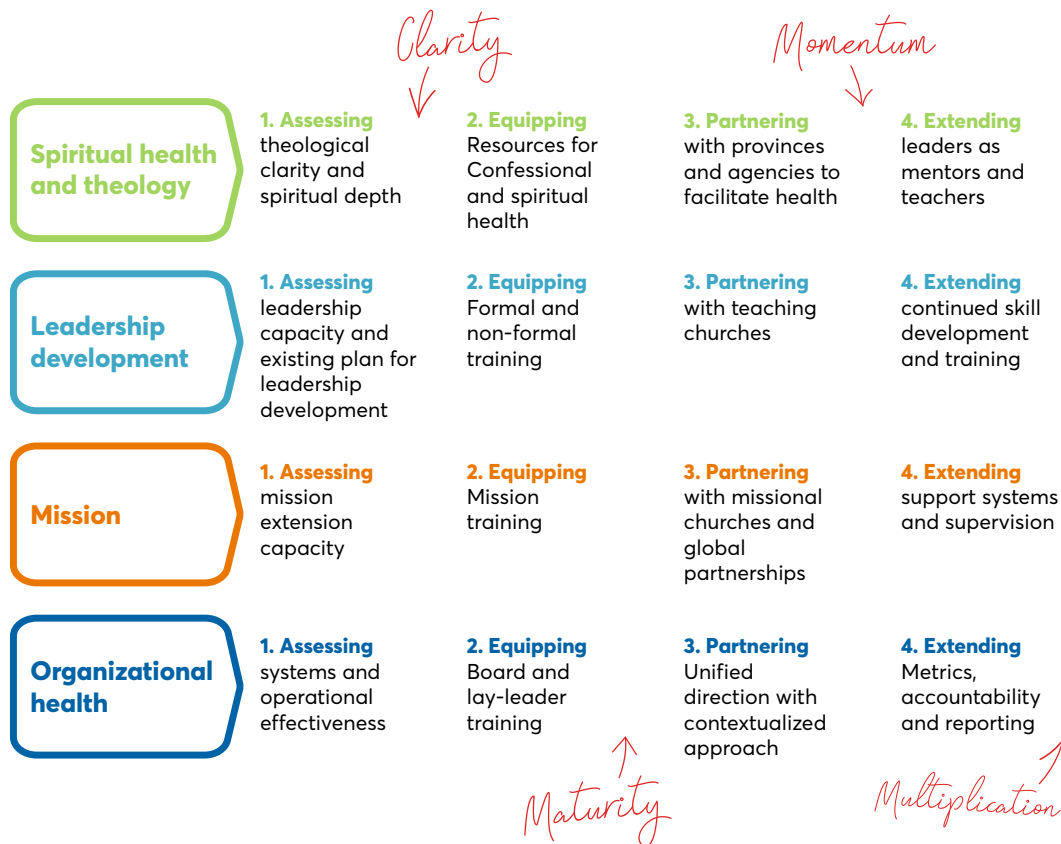 Clarity
Momentum
Spiritual health
and theology
1. Assessing
theological
clarity and
spiritual depth
2. Equipping
Resources for
Confessional
and spiritual
health
3. Partnering
with provinces
and agencies to
facilitate health
4. Extending
leaders as
mentors and
teachers
Leadership
development
1. Assessing
leadership
capacity and
existing plan for
leadership
development
2. Equipping
Formal and
non-formal
training
3. Partnering
with teaching
churches
4. Extending
continued skill
development
and training
Mission
1. Assessing
mission
extension
capacity
2. Equipping
Mission
training
3. Partnering
with missional
churches and
global
partnerships
4. Extending
support systems
and supervision
Organizational
health
1. Assessing
systems and
operational
effectiveness
2. Equipping
Board and
lay-leader
training
3. Partnering
Unified
direction with
contextualized
approach
4. Extending
Metrics,
accountability
and reporting
Maturity
Multiplication